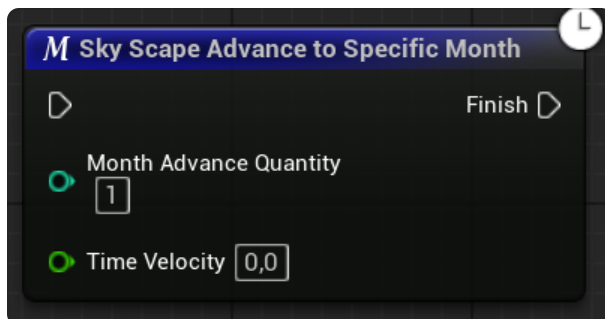 M Sky Scape Advance to Specific Month
Finish
Month Advance Quantity
1
Time Velocity 0,0